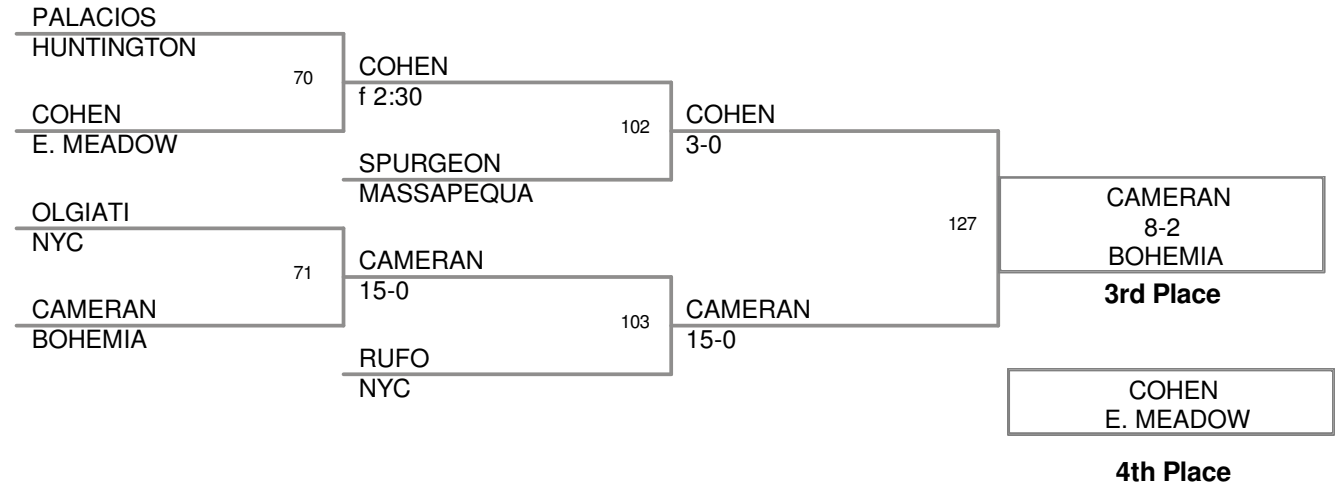 PALACIOS
HUNTINGTON
70
COHEN
f 2:30
COHEN
E. MEADOW
102
COHEN
3-0
SPURGEON
MASSAPEQUA
OLGIATI
NYC
71
CAMERAN
15-0
CAMERAN
BOHEMIA
103
CAMERAN
15-0
RUFO
NYC
127
CAMERAN
8-2
BOHEMIA
3rd Place
COHEN
E. MEADOW
4th Place